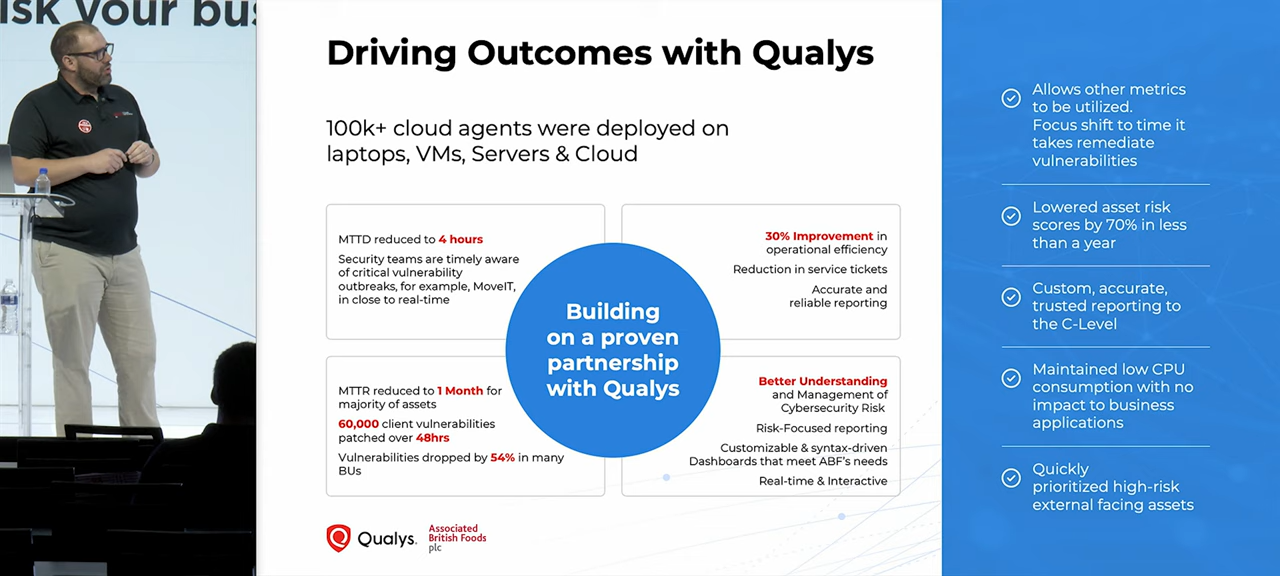 isk your bus
Driving Outcomes with Qualys
100k+ cloud agents were deployed on
laptops, VMs, Servers & Cloud
MTTD reduced to 4 hours
Security teams are timely aware
of critical vulnerability
outbreaks, for example, MoveIT,
in close to real-time
30% Improvement in
operational efficiency
Reduction in service tickets
Accurate and
reliable reporting
Building
on a proven
partnership
with Qualys
MTTR reduced to 1 Month for
majority of assets
60,000 client vulnerabilities
patched over 48hrs
Vulnerabilities dropped by 54% in many
BUs
Better Understanding
and Management of
Cybersecurity Risk
Risk-Focused reporting
Customizable & syntax-driven
Dashboards that meet ABF's needs
Real-time & Interactive
Qualys.
Associated
British Foods
plc
Allows other metrics
to be utilized.
Focus shift to time it
takes remediate
vulnerabilities
Lowered asset risk
scores by 70% in less
than a year
Custom, accurate,
trusted reporting to
the C-Level
Maintained low CPU
consumption with no
impact to business
applications
Quickly
prioritized high-risk
external facing assets